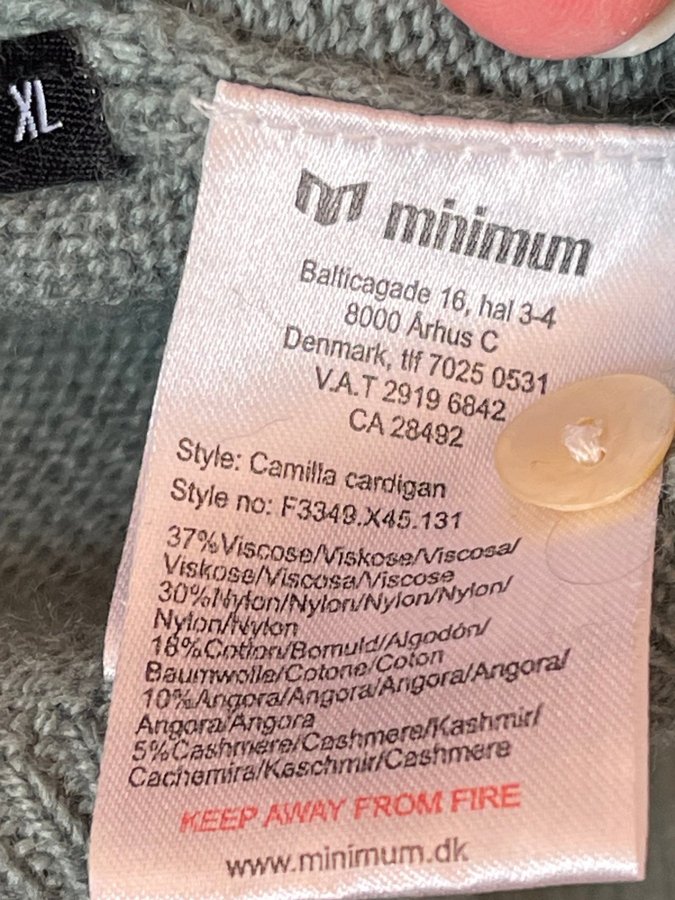 XL
minimum
Balticagade 16, hal 3-4
8000 Århus C
Denmark, tlf 7025 0531
V.A.T 2919 6842
CA 28492
Style: Camilla cardigan
Style no: F3349.X45.131
37%Viscose/Viskose/Viscosa/
Viskose/Viscosa/Viscose
30%Nylon/Nylon/Nylon/Nylon/
Nylon/Nylon
18%Cotton/Bomuld/Algodón/
Baumwolle/Cotone/Coton
10%Angora/Angora/Angora/Angora/
Angora/Angora
5%Cashmere/Cashmere/Kashmir/
Cachemira/Kaschmir/Cashmere
KEEP AWAY FROM FIRE
www.minimum.dk